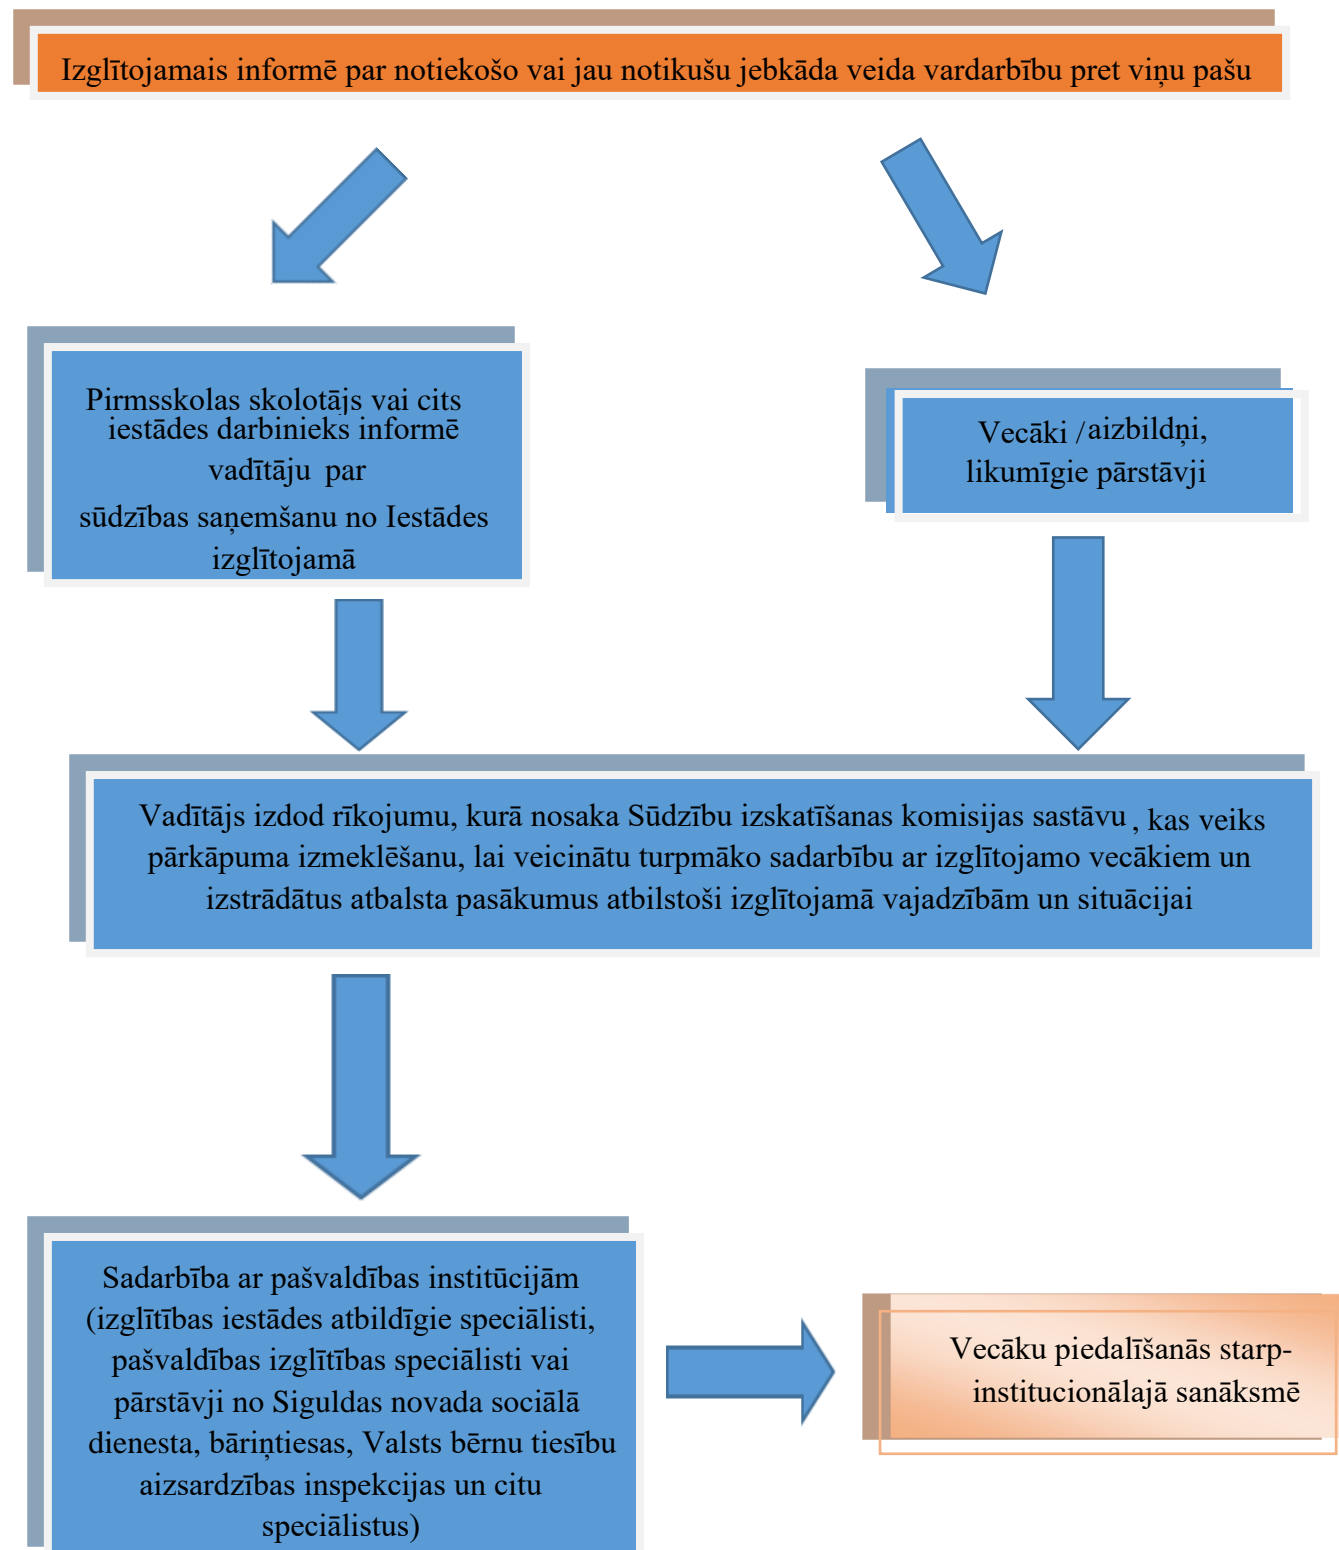 Izglītojamais informē par notiekošo vai jau notikušu jebkāda veida vardarbību pret viņu pašu
Pirmsskolas skolotājs vai cits
iestādes darbinieks informē
vadītāju par
sūdzības saņemšanu no Iestādes
izglītojamā
Vecāki /aizbildņi,
likumīgie pārstāvji
Vadītājs izdod rīkojumu, kurā nosaka Sūdzību izskatīšanas komisijas sastāvu , kas veiks
pārkāpuma izmeklēšanu, lai veicinātu turpmāko sadarbību ar izglītojamo vecākiem un
izstrādātus atbalsta pasākumus atbilstoši izglītojamā vajadzībām un situācijai
Sadarbība ar pašvaldības institūcijām
(izglītības iestādes atbildīgie speciālisti,
pašvaldības izglītības speciālisti vai
pārstāvji no Siguldas novada sociālā
dienesta, bāriņtiesas, Valsts bērnu tiesību
aizsardzības inspekcijas un citu
speciālistus)
Vecāku piedalīšanās starp-
institucionālajā sanāksmē